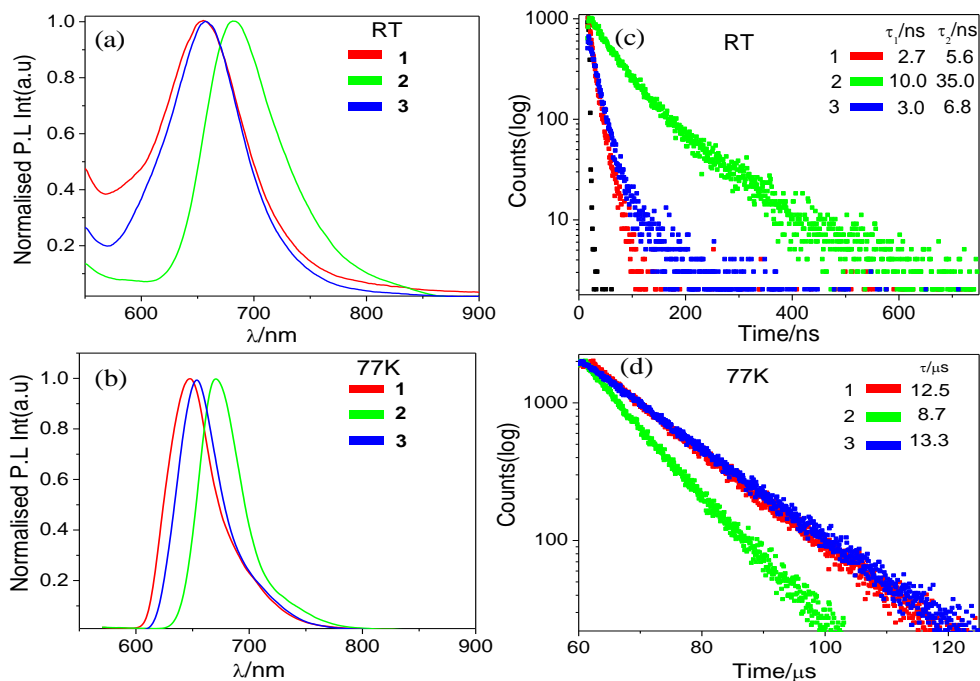 (a)
RT
1
2
3
Normalised P.L Int(a.u)
1.0
0.8
0.6
0.4
0.2
600 700 800 900
λ/nm
(c)
RT
τ1/ns τ2/ns
1 2.7 5.6
2 10.0 35.0
3 3.0 6.8
Counts(log)
1000
100
10
0 200 400 600
Time/ns
(b)
77K
1
2
3
Normalised P.L Int(a.u)
1.0
0.8
0.6
0.4
0.2
500 600 700 800 900
λ/nm
(d)
77K
τ/μs
1 12.5
2 8.7
3 13.3
Counts(log)
1000
100
60 80 100 120
Time/μs